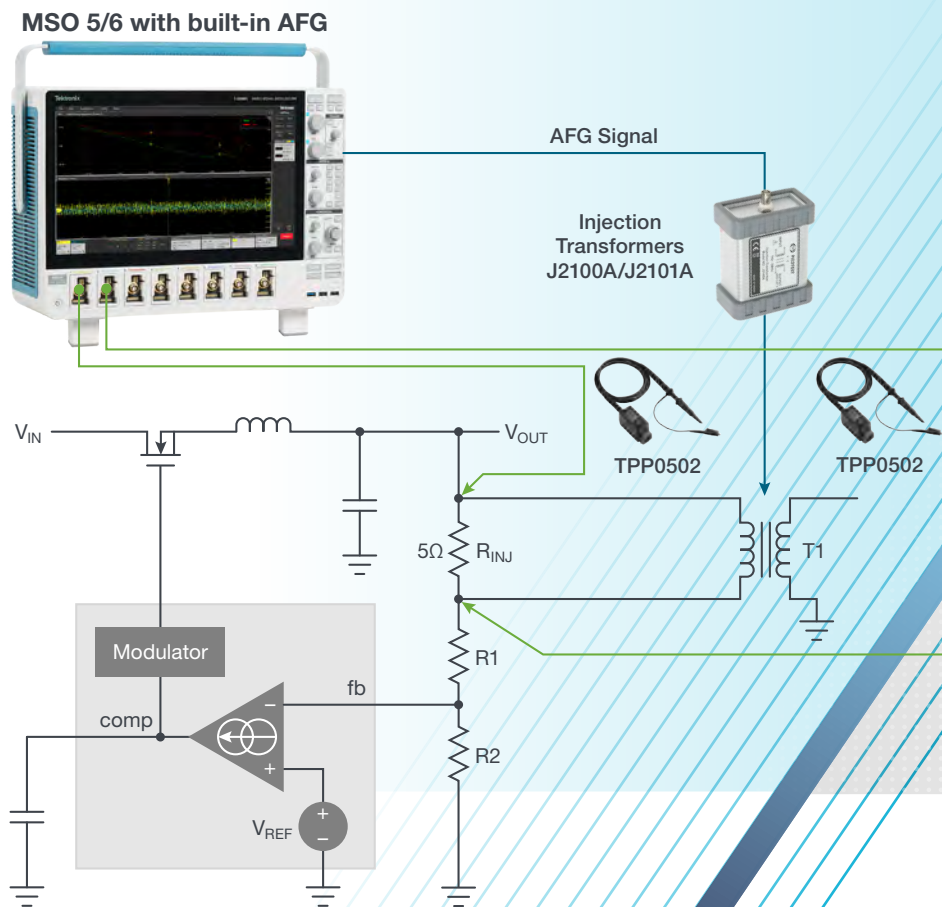 MSO 5/6 with built-in AFG
Tektronix
AFG Signal
Injection
Transformers
J2100A/J2101A
TPP0502
TPP0502
VIN
VOUT
5Ω
RINJ
T1
Modulator
R1
fb
comp
−
+
R2
VREF
+
−